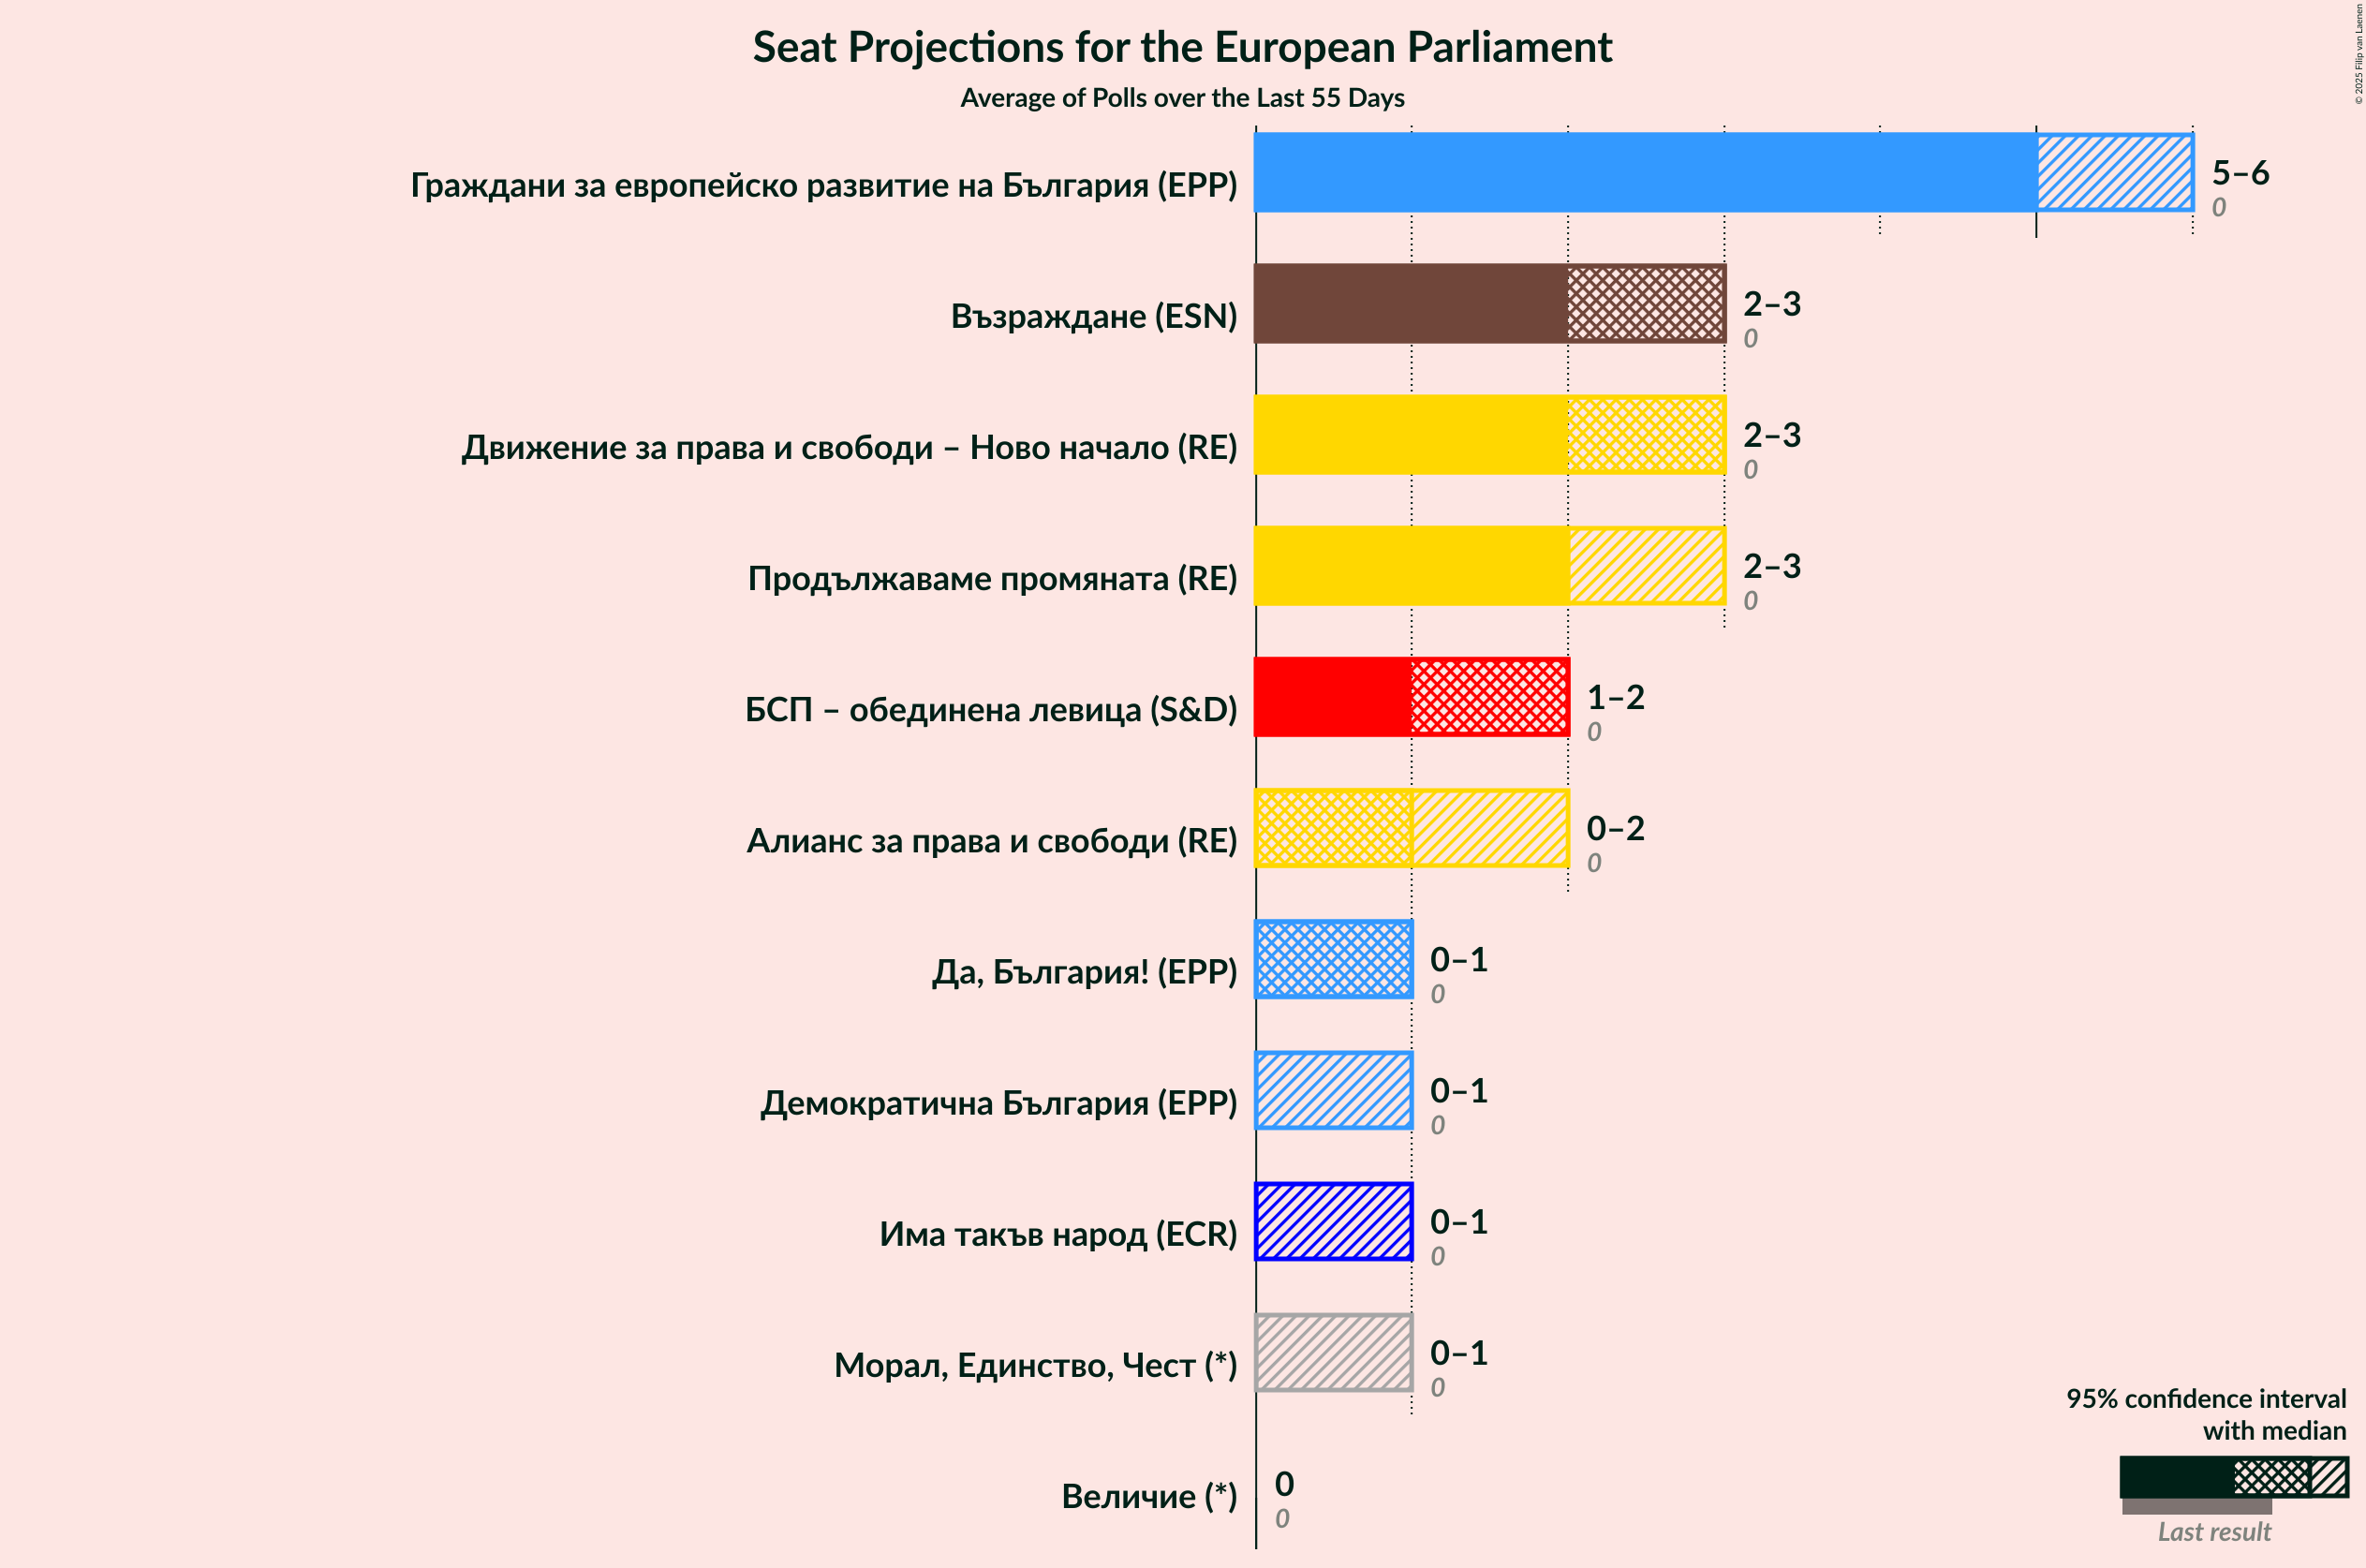 © 2025 Filip van Laenen
Seat Projections for the European Parliament
Average of Polls over the Last 55 Days
Граждани за европейско развитие на България (EPP)
5–6
0
Възраждане (ESN)
2–3
0
Движение за права и свободи – Ново начало (RE)
2–3
0
Продължаваме промяната (RE)
2–3
0
БСП – обединена левица (S&D)
1–2
0
Алианс за права и свободи (RE)
0–2
0
Да, България! (EPP)
0–1
0
Демократична България (EPP)
0–1
0
Има такъв народ (ECR)
0–1
0
Морал, Единство, Чест (*)
0–1
0
Величие (*)
0
0
95% confidence interval
with median
Last result